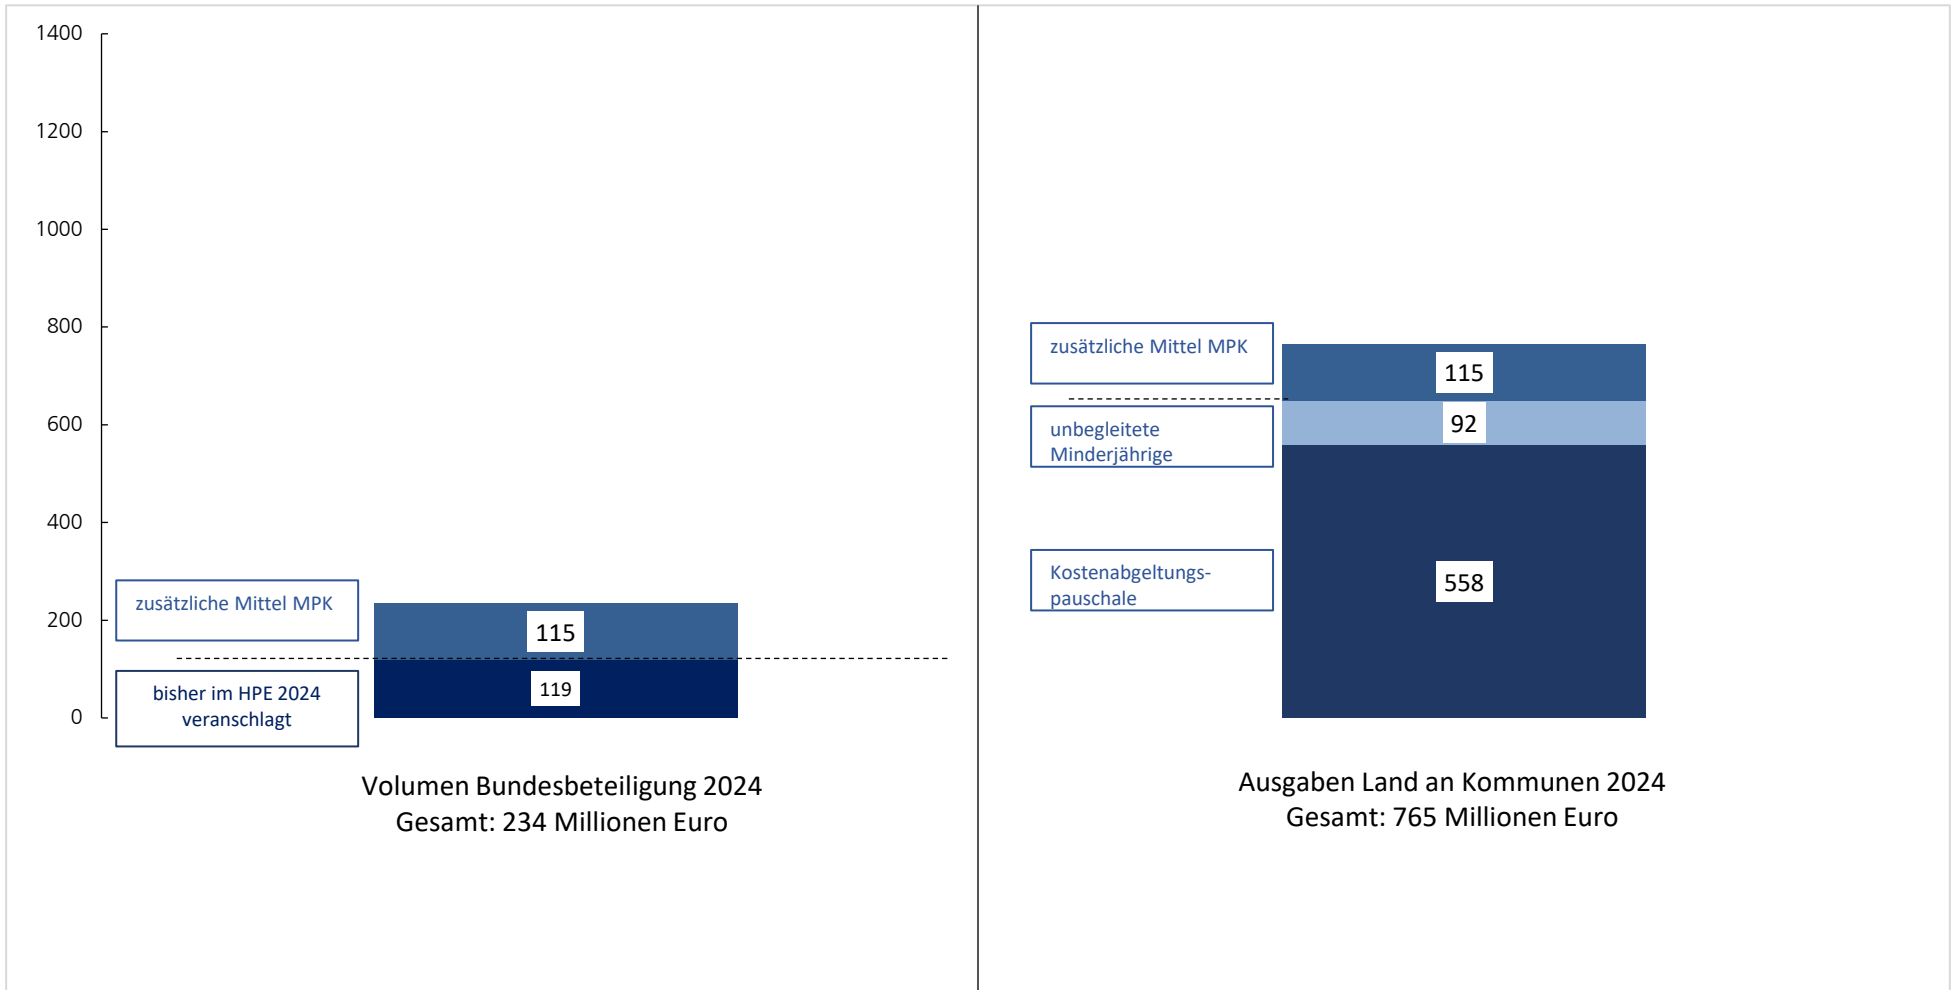 1400
1200
1000
800
600
400
200
0
zusätzliche Mittel MPK
bisher im HPE 2024
veranschlagt
115
119
Volumen Bundesbeteiligung 2024
Gesamt: 234 Millionen Euro
zusätzliche Mittel MPK
unbegleitete
Minderjährige
Kostenabgeltungs-
pauschale
115
92
558
Ausgaben Land an Kommunen 2024
Gesamt: 765 Millionen Euro